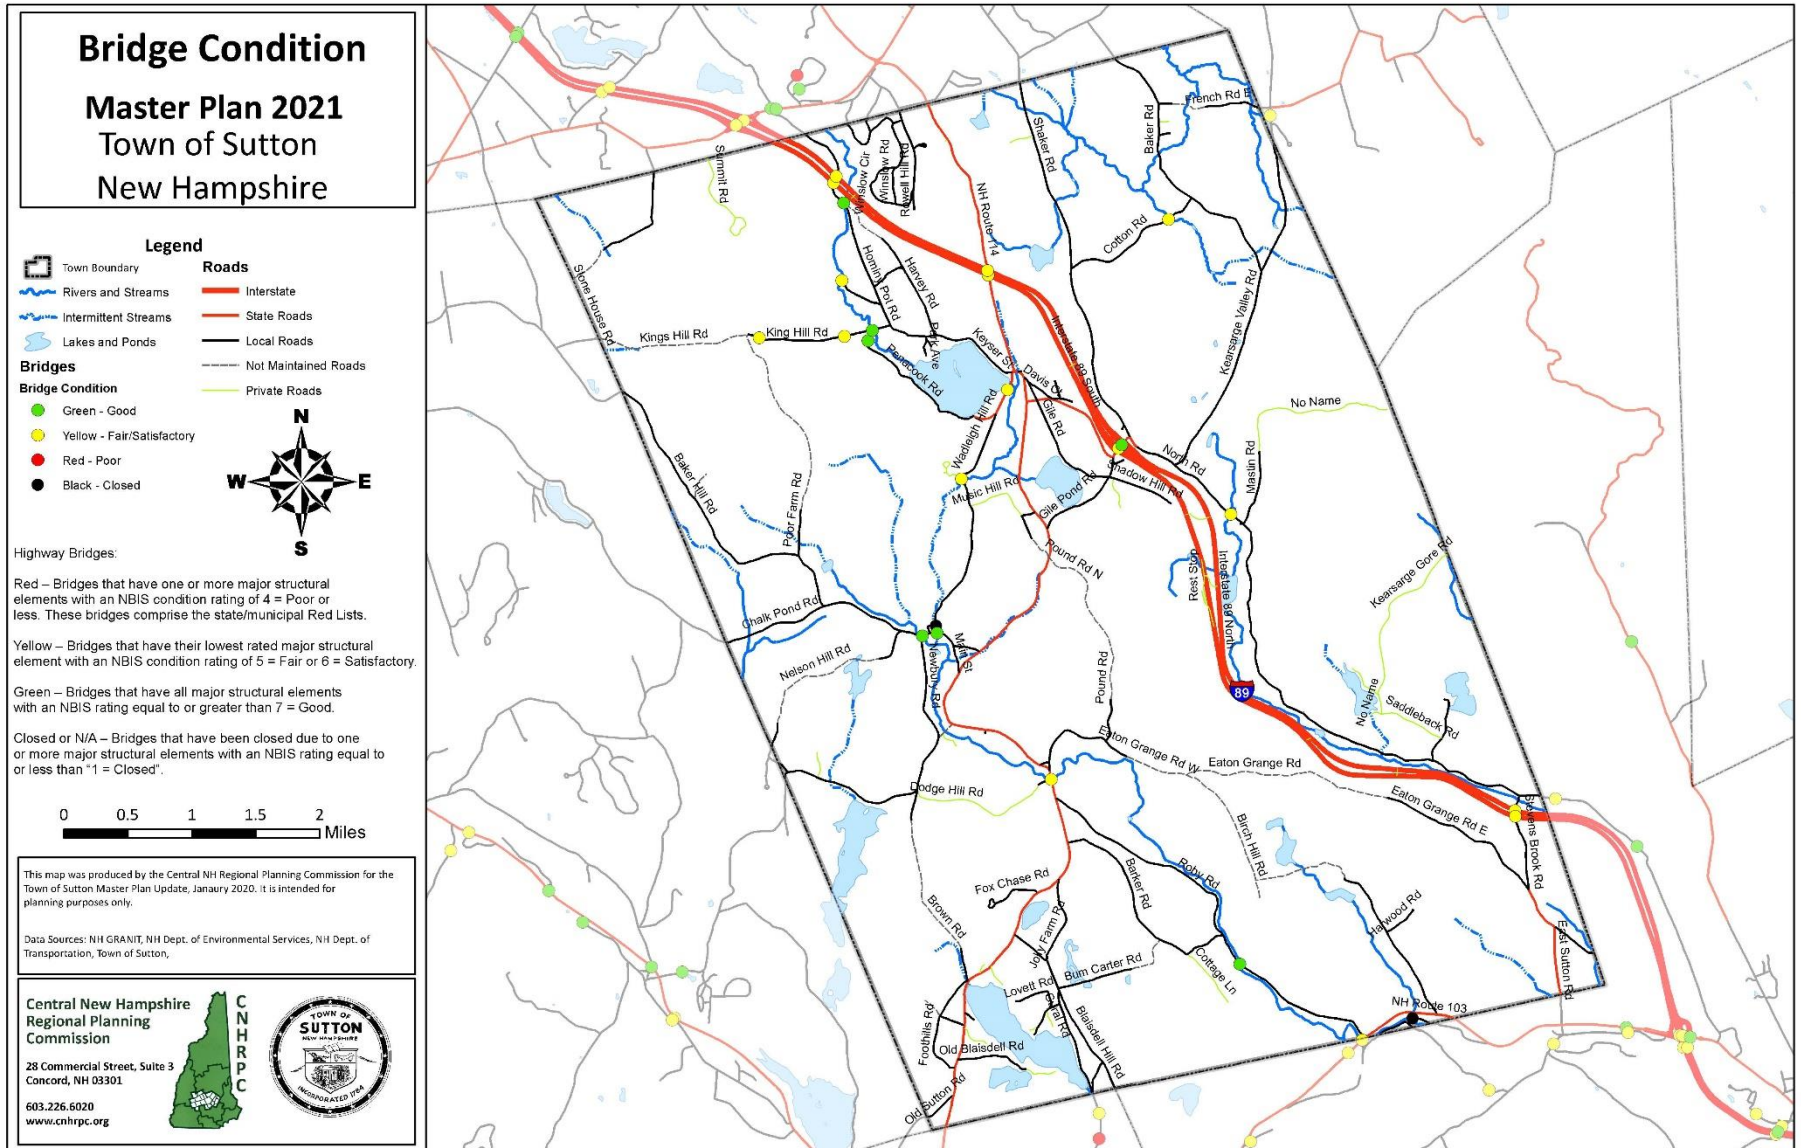 Bridge Condition
Master Plan 2021
Town of Sutton
New Hampshire
Legend
Town Boundary
Rivers and Streams
Intermittent Streams
Lakes and Ponds
Bridges
Bridge Condition
Green - Good
Yellow - Fair/Satisfactory
Red - Poor
Black - Closed
Roads
Interstate
State Roads
Local Roads
Not Maintained Roads
Private Roads
N
W
E
S
Highway Bridges:
Red – Bridges that have one or more major structural
elements with an NBIS condition rating of 4 = Poor or
less. These bridges comprise the state/municipal Red Lists.
Yellow – Bridges that have their lowest rated major structural
element with an NBIS condition rating of 5 = Fair or 6 = Satisfactory.
Green – Bridges that have all major structural elements
with an NBIS rating equal to or greater than 7 = Good.
Closed or N/A – Bridges that have been closed due to one
or more major structural elements with an NBIS rating equal to
or less than "1 = Closed".
0 0.5 1 1.5 2
Miles
This map was produced by the Central NH Regional Planning Commission for the
Town of Sutton Master Plan Update, Janaury 2020. It is intended for
planning purposes only.
Data Sources: NH GRANIT, NH Dept. of Environmental Services, NH Dept. of
Transportation, Town of Sutton,
Central New Hampshire
Regional Planning
Commission
28 Commercial Street, Suite 3
Concord, NH 03301
603.226.6020
www.cnhrpc.org
CNHRPC
TOWN OF
SUTTON
NEW HAMPSHIRE
INCORPORATED 1784
French Rd E
Baker Rd
Shaker Rd
Winslow Cir
Winslow Rd
Rowell Hill Rd
Summit Rd
NH Route 114
Cotton Rd
Stone House Rd
Hominy Pot Rd
Harvey Rd
Kearsarge Valley Rd
Kings Hill Rd
King Hill Rd
Park Ave
Keyser St
Interstate 89 South
Penacook Rd
Davis Ct
Wadleigh Hill Rd
Gile Rd
No Name
North Rd
Mastin Rd
Shadow Hill Rd
Baker Hill Rd
Poor Farm Rd
Music Hill Rd
Gile Pond Rd
Pound Rd N
Rest Stop
Interstate 89 North
Kearsarge Gore Rd
Chalk Pond Rd
Main St
Newbury Rd
Nelson Hill Rd
Pound Rd
89
No Name
Saddleback Rd
Eaton Grange Rd W
Eaton Grange Rd
Eaton Grange Rd E
Dodge Hill Rd
Stevens Brook Rd
Birch Hill Rd
Roby Rd
Barker Rd
Fox Chase Rd
Brown Rd
Jolly Farm Rd
Harwood Rd
East Sutton Rd
Cottage Ln
Bum Carter Rd
Lovett Rd
Coral Rd
Blaisdell Hill Rd
NH Route 103
Foothills Rd
Old Blaisdell Rd
Old Sutton Rd